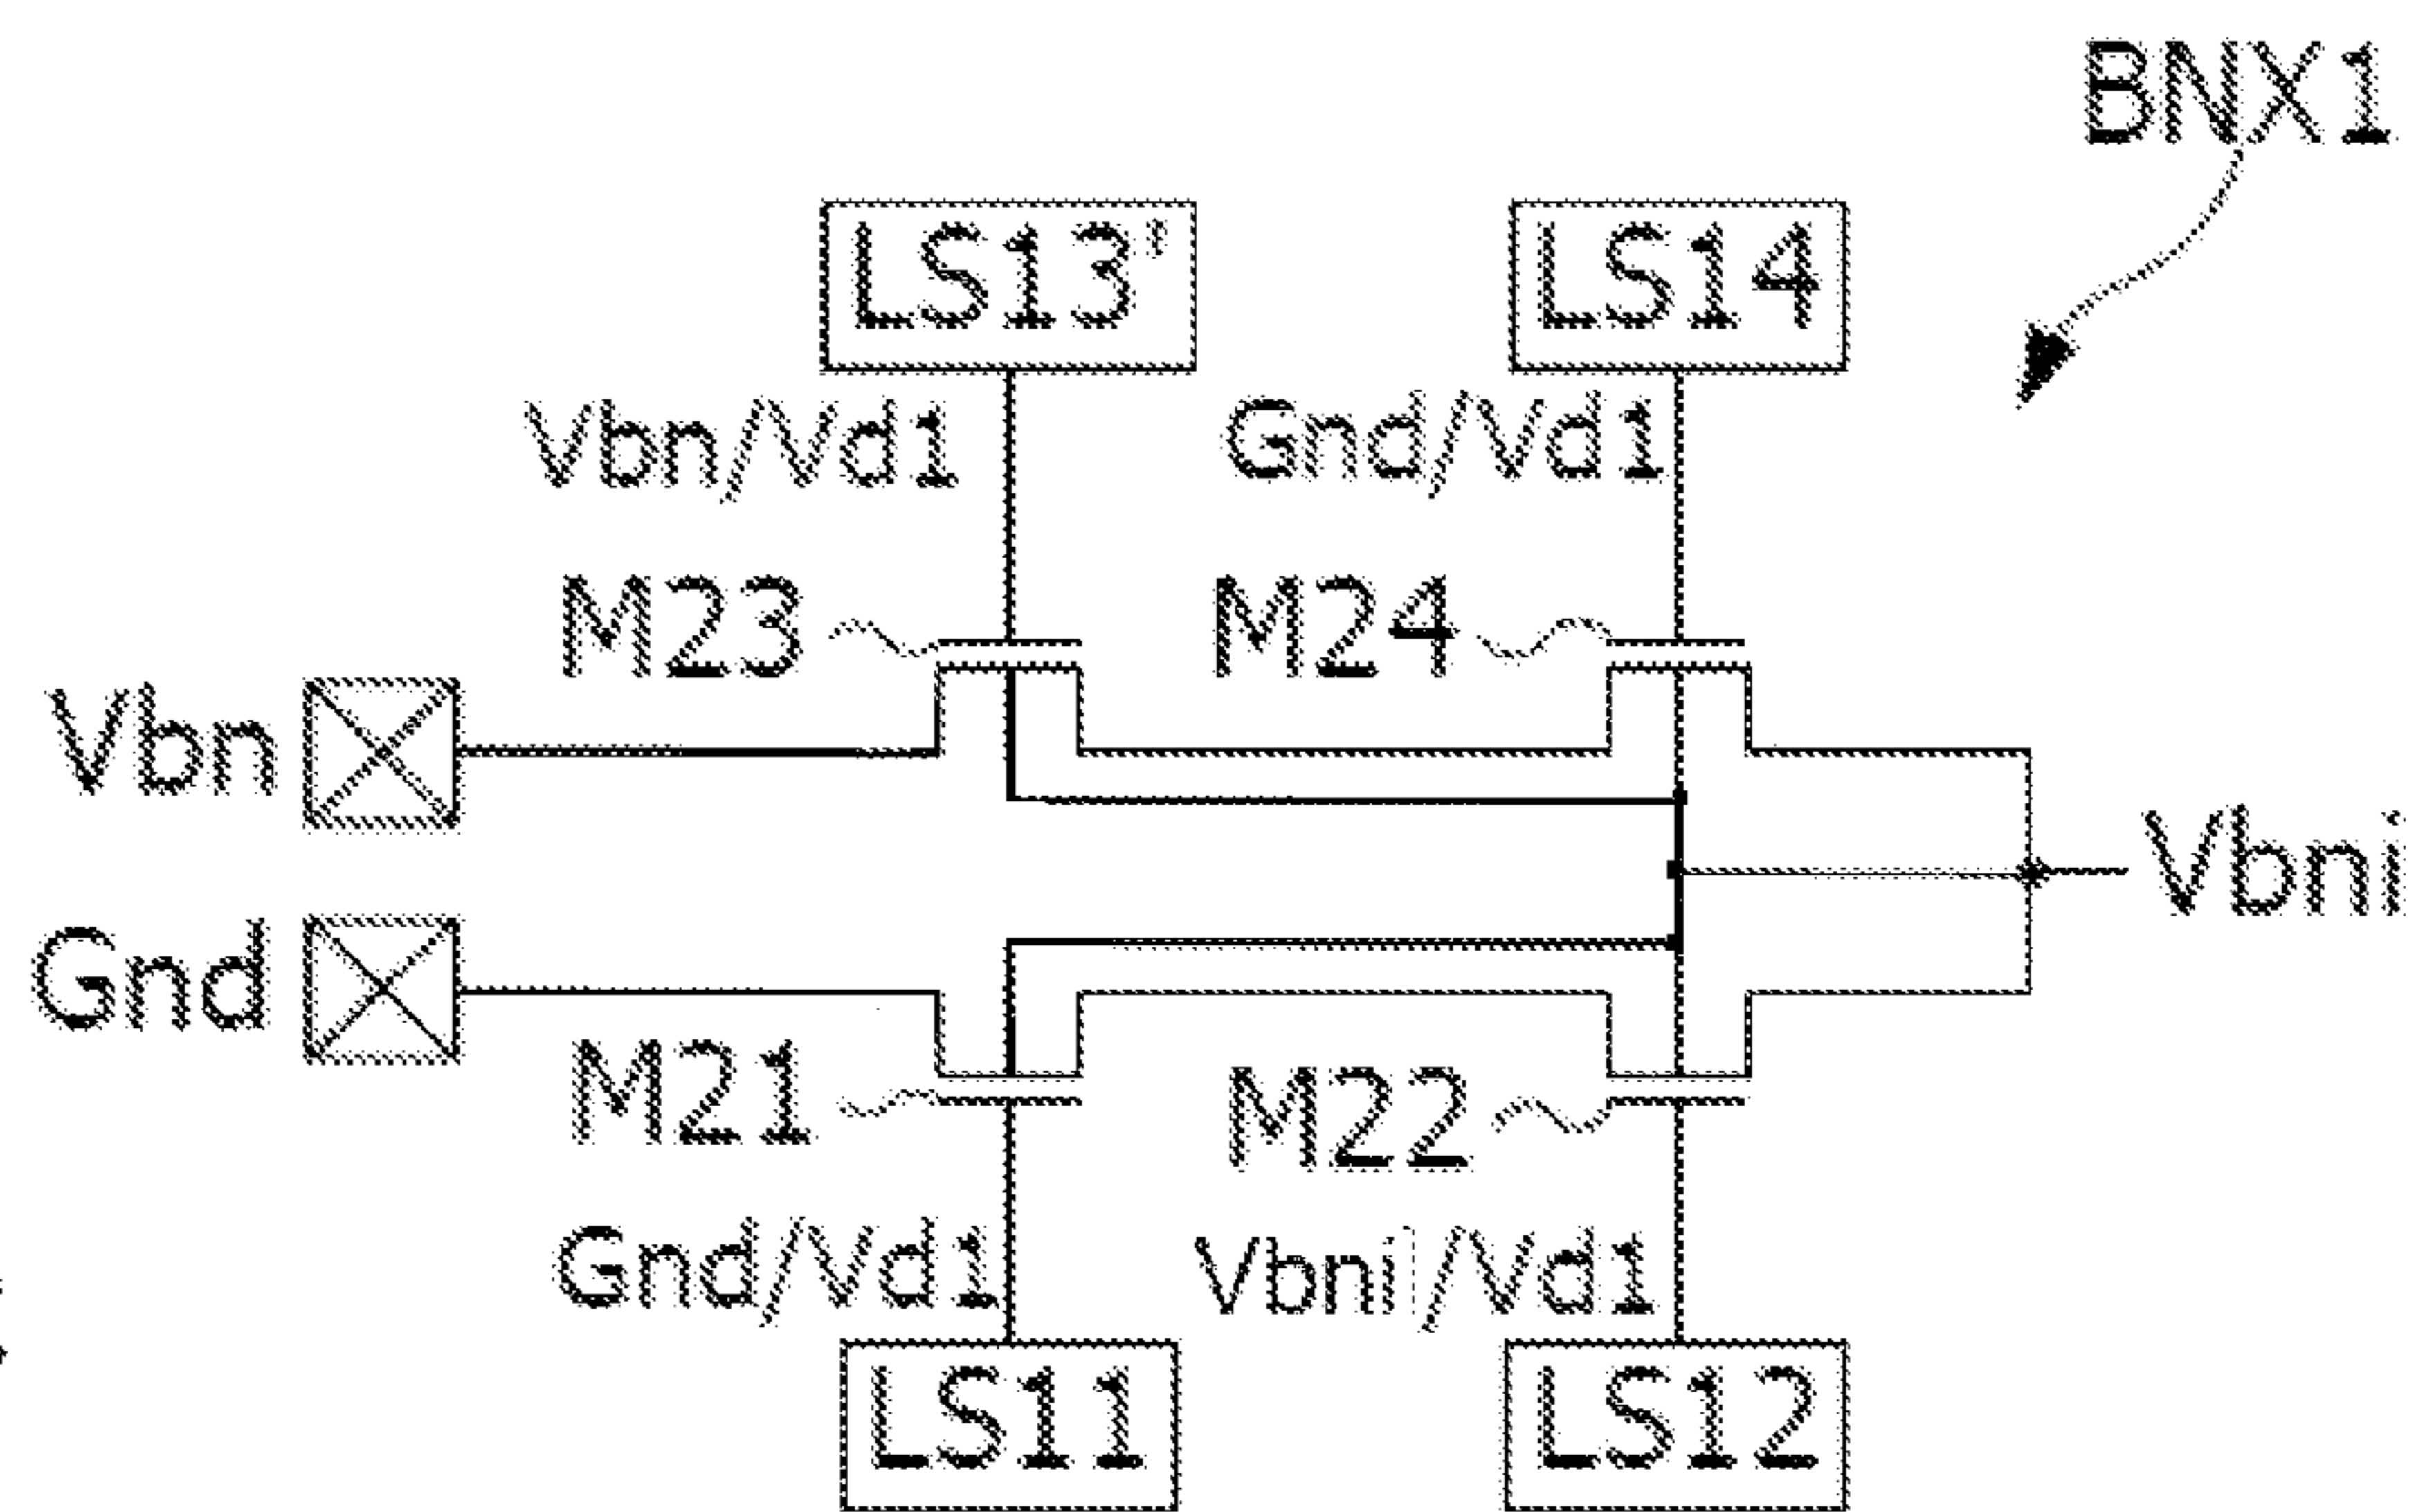 BNX1
LS13' LS14
Vbn/Vd1 Gnd/Vd1
M23 M24
Vbn
Vbni
Gnd
M21 M22
Gnd/Vd1 Vbni/Vd1
LS11 LS12